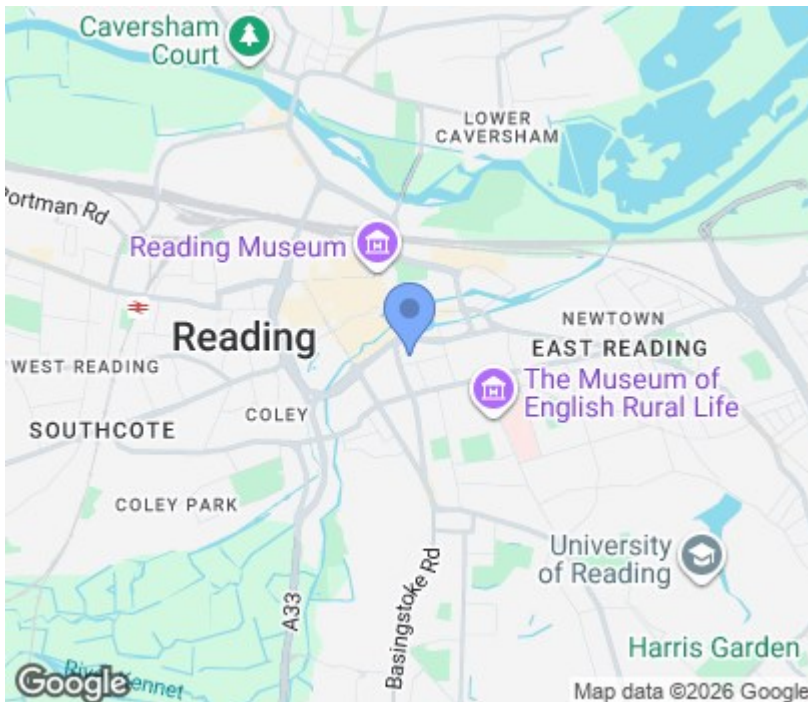 Caversham
Court
LOWER
CAVERSHAM
Portman Rd
Reading Museum
Reading
NEWTOWN
EAST READING
WEST READING
The Museum of
English Rural Life
COLEY
SOUTHCOTE
COLEY PARK
University
of Reading
A33
Basingstoke Rd
Harris Garden
River Kennet
Google
Map data ©2026 Google